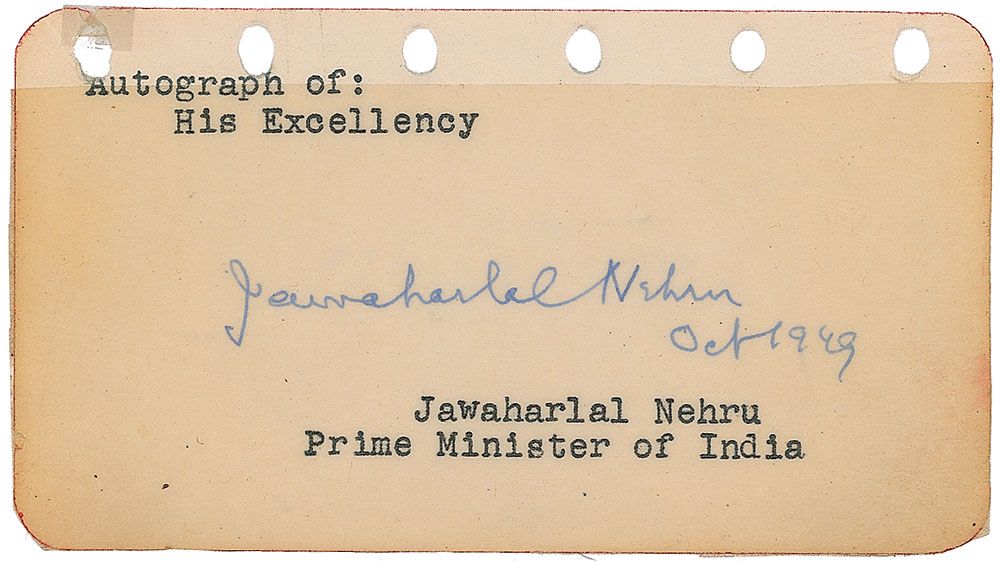 Autograph of:
His Excellency
Jawaharlal Nehru
Oct 1949
Jawaharlal Nehru
Prime Minister of India